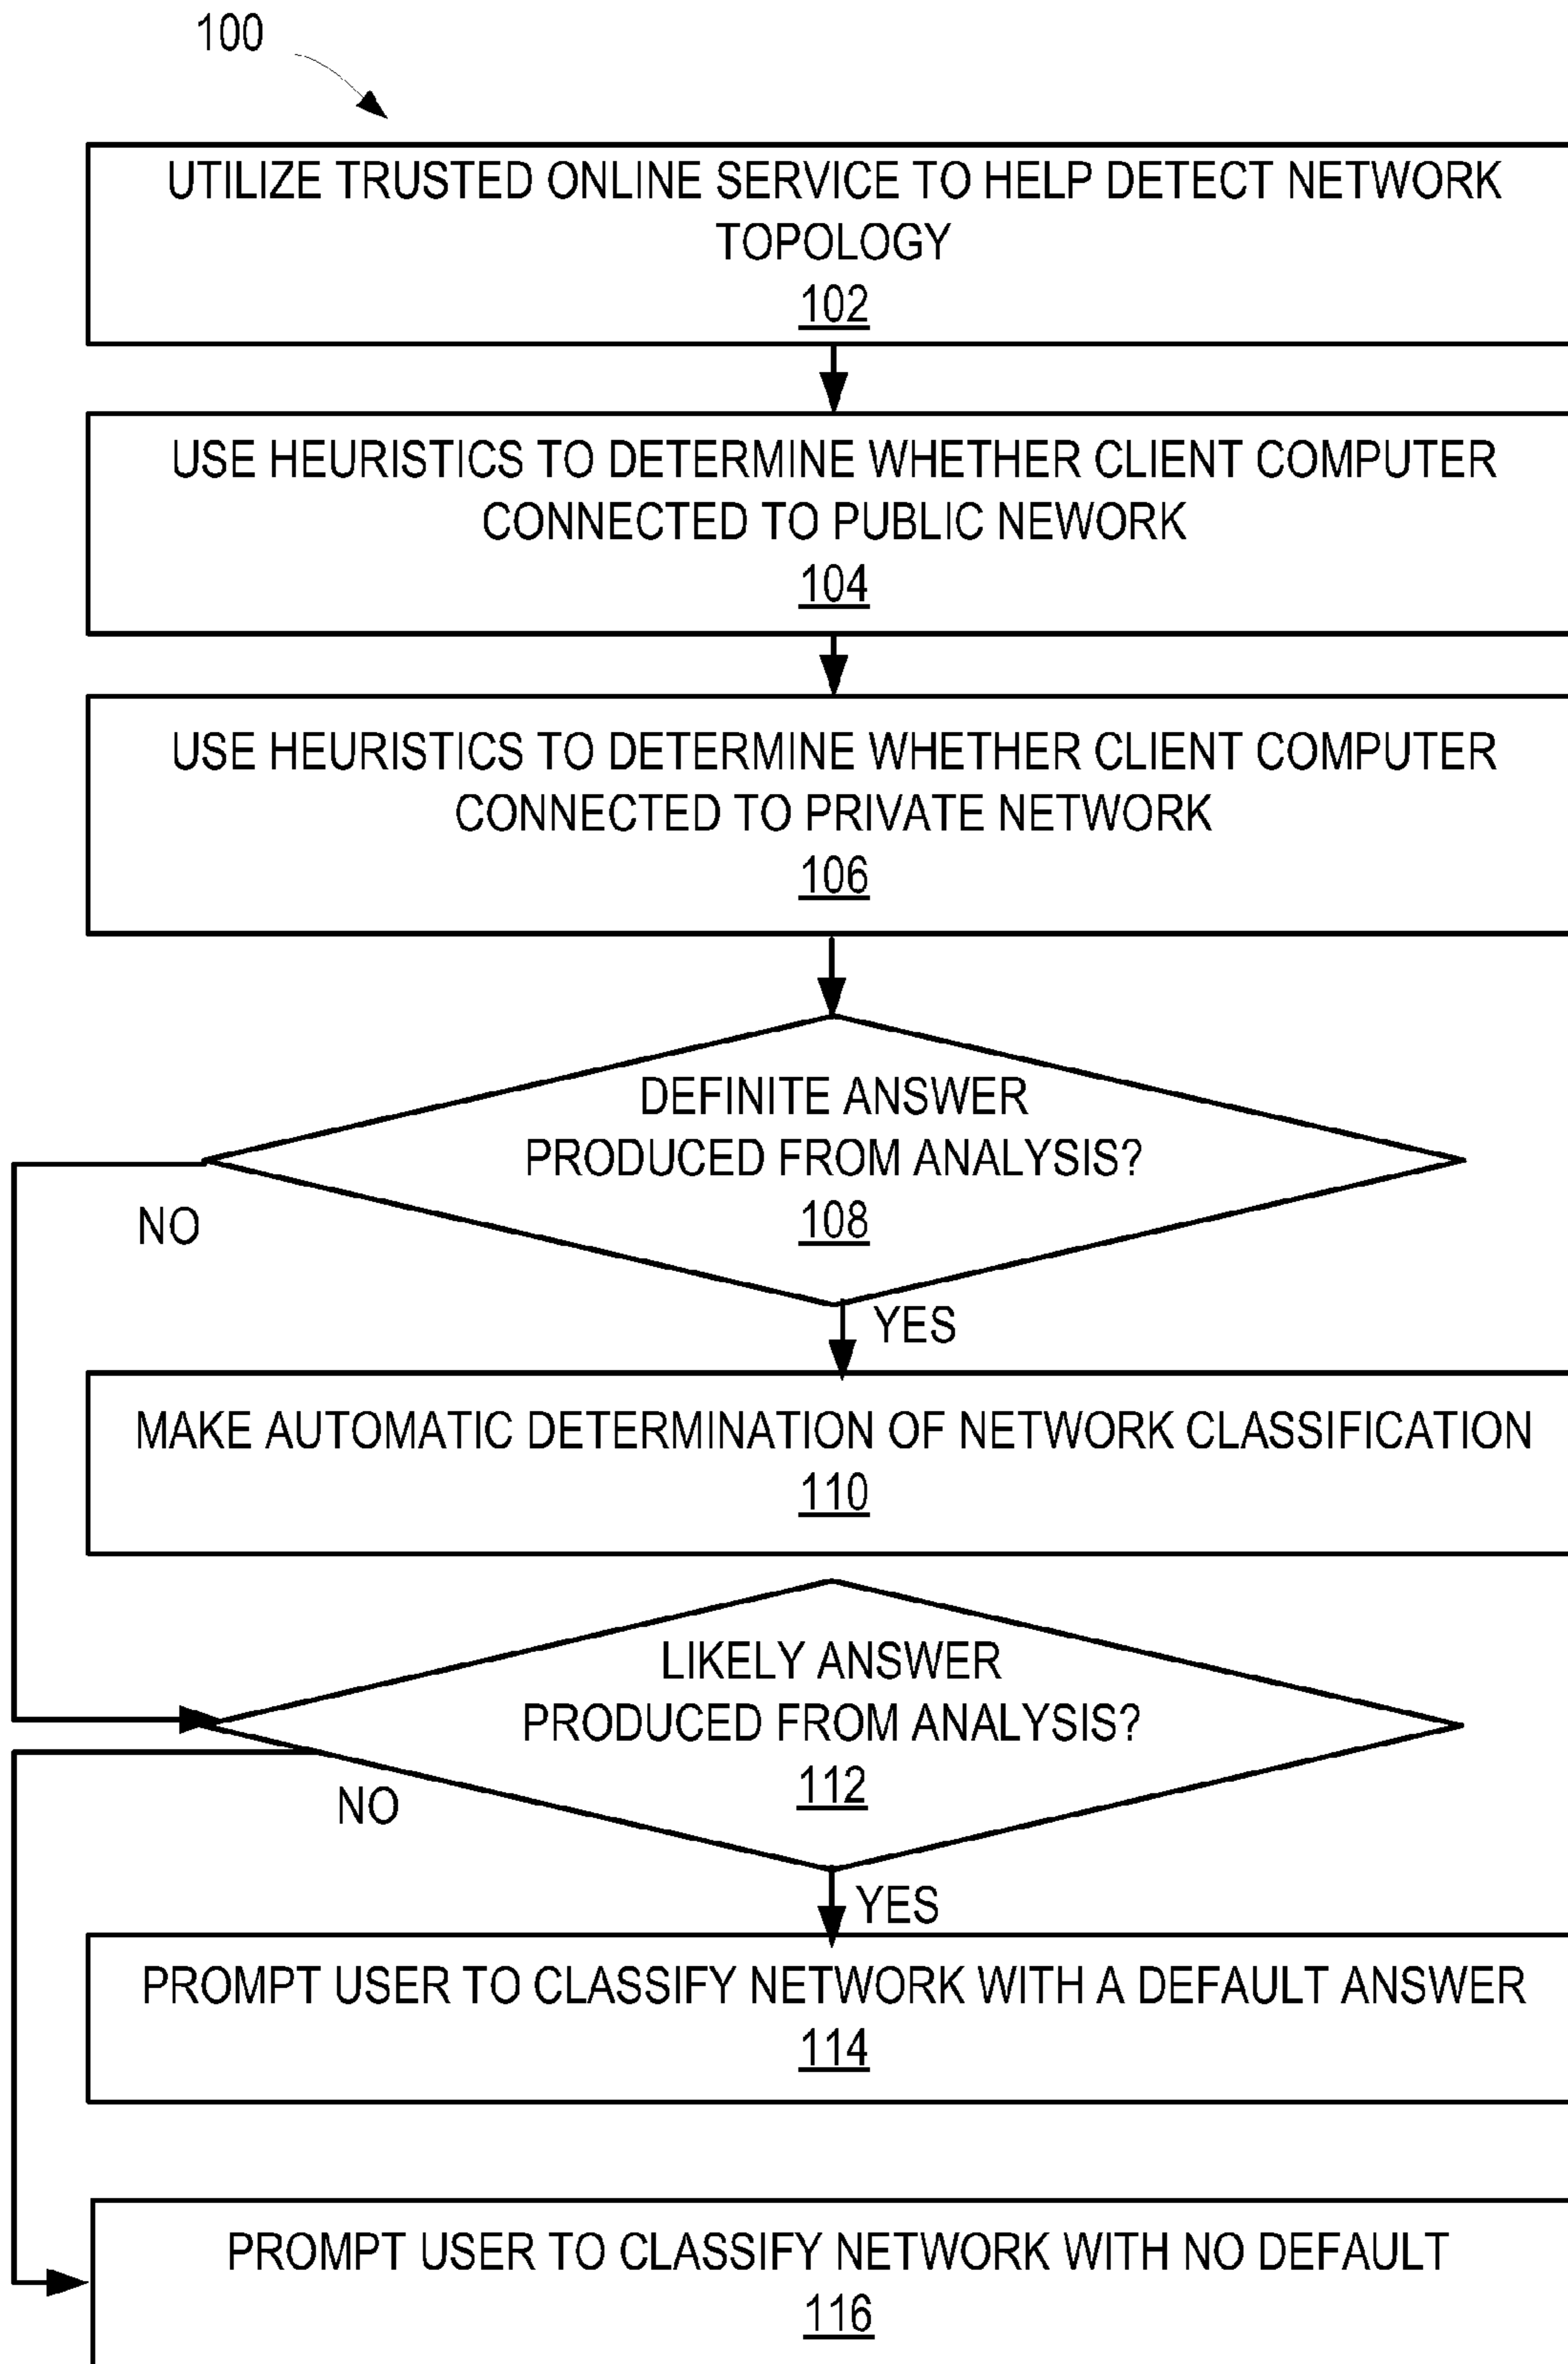 100
UTILIZE TRUSTED ONLINE SERVICE TO HELP DETECT NETWORK
TOPOLOGY
102
USE HEURISTICS TO DETERMINE WHETHER CLIENT COMPUTER
CONNECTED TO PUBLIC NEWORK
104
USE HEURISTICS TO DETERMINE WHETHER CLIENT COMPUTER
CONNECTED TO PRIVATE NETWORK
106
DEFINITE ANSWER
PRODUCED FROM ANALYSIS?
108
NO
YES
MAKE AUTOMATIC DETERMINATION OF NETWORK CLASSIFICATION
110
LIKELY ANSWER
PRODUCED FROM ANALYSIS?
112
NO
YES
PROMPT USER TO CLASSIFY NETWORK WITH A DEFAULT ANSWER
114
PROMPT USER TO CLASSIFY NETWORK WITH NO DEFAULT
116